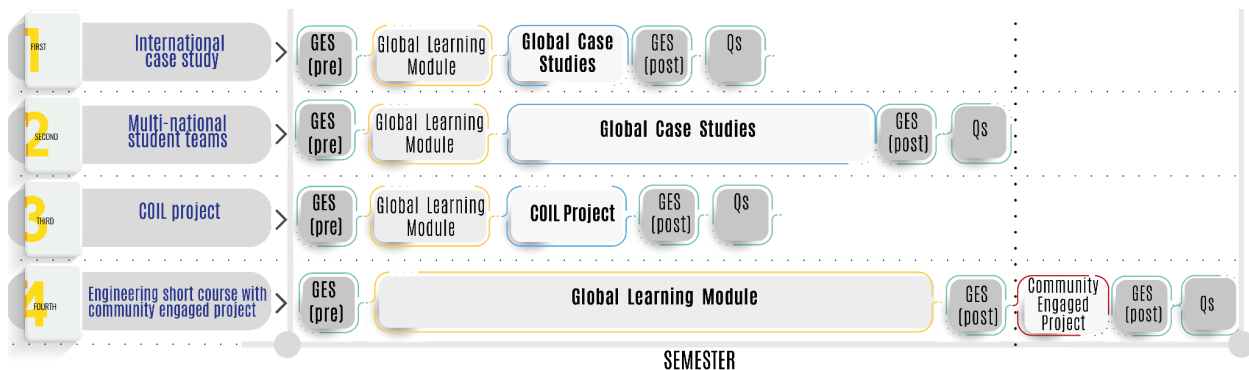 1
FIRST
International
case study
GES
(pre)
Global Learning
Module
Global Case
Studies
GES
(post)
Qs
2
SECOND
Multi-national
student teams
GES
(pre)
Global Learning
Module
Global Case Studies
GES
(post)
Qs
3
THIRD
COIL project
GES
(pre)
Global Learning
Module
COIL Project
GES
(post)
Qs
4
FOURTH
Engineering short course with
community engaged project
GES
(pre)
Global Learning Module
GES
(post)
Community
Engaged
Project
GES
(post)
Qs
SEMESTER